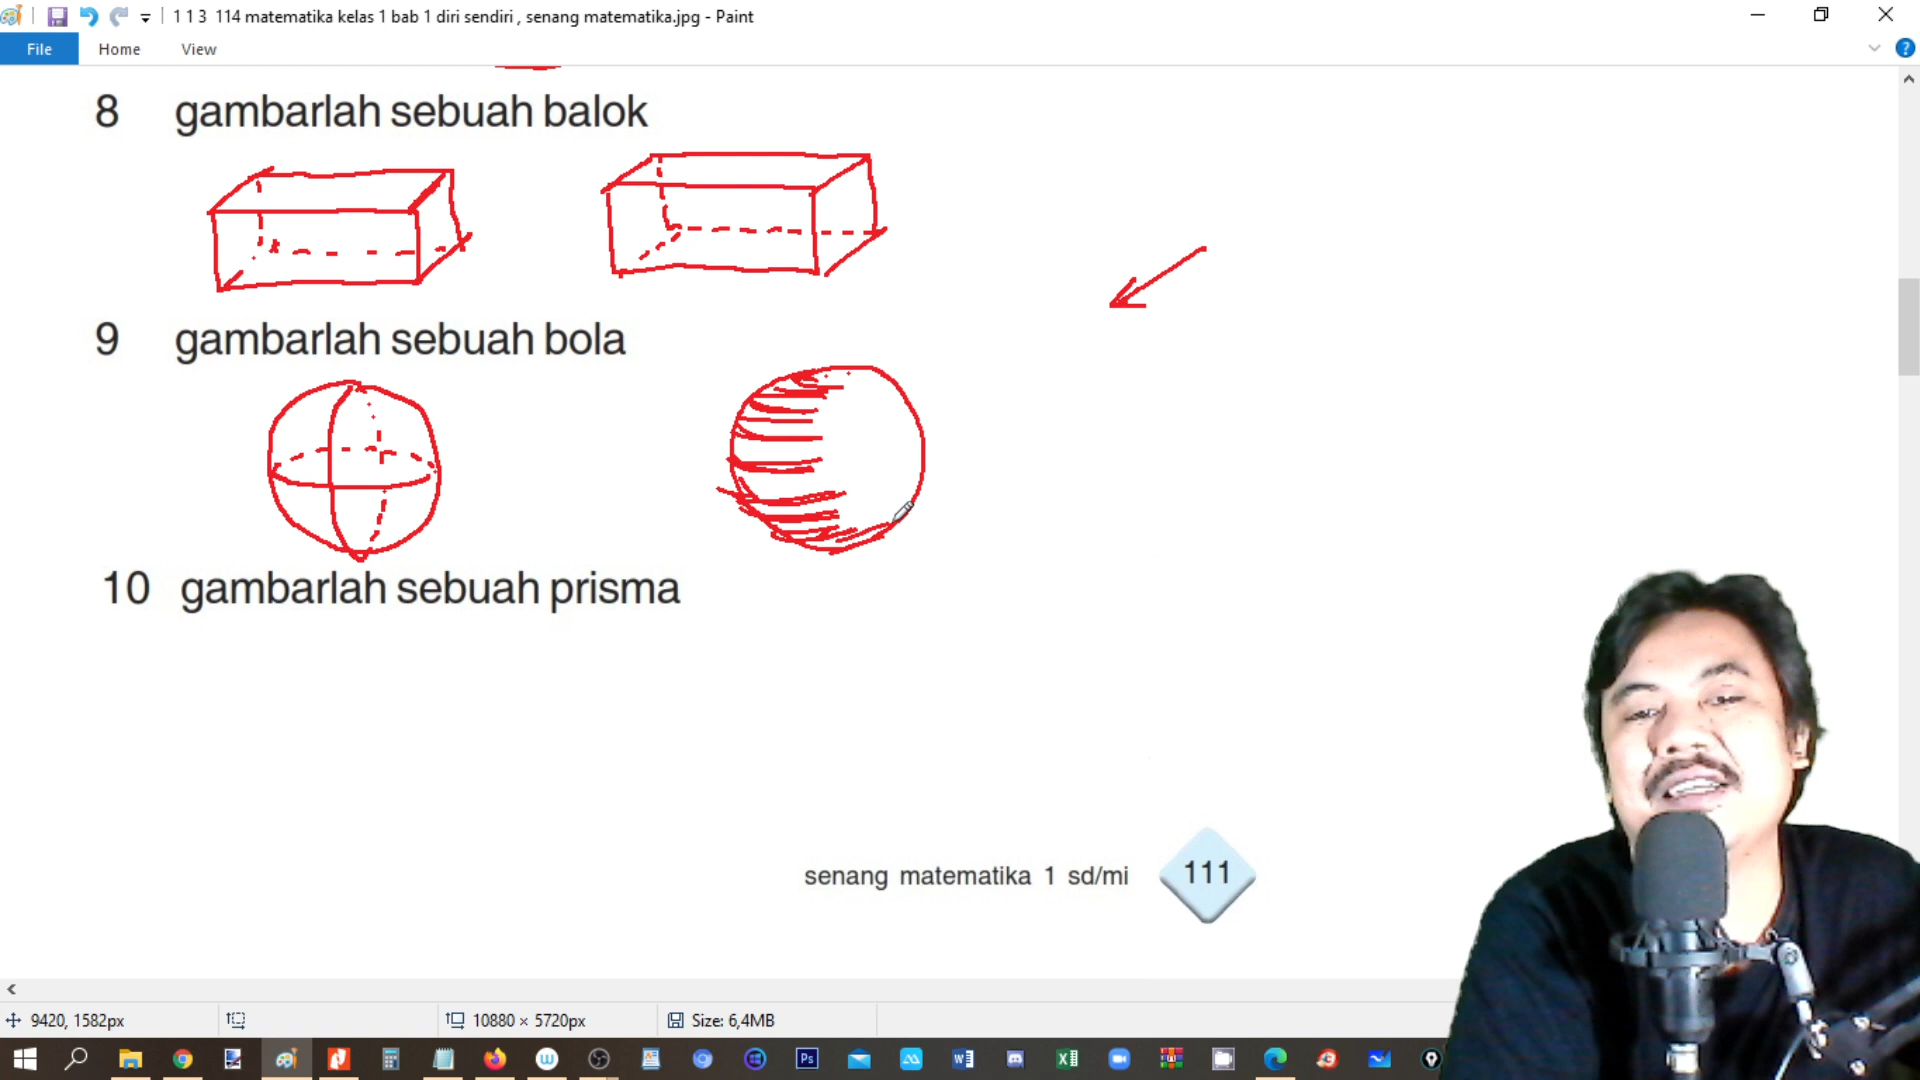 1 1 3 114 matematika kelas 1 bab 1 diri sendiri , senang matematika.jpg - Paint
File Home View
8 gambarlah sebuah balok
9 gambarlah sebuah bola
10 gambarlah sebuah prisma
senang matematika 1 sd/mi 111
9420, 1582px 10880 × 5720px Size: 6,4MB